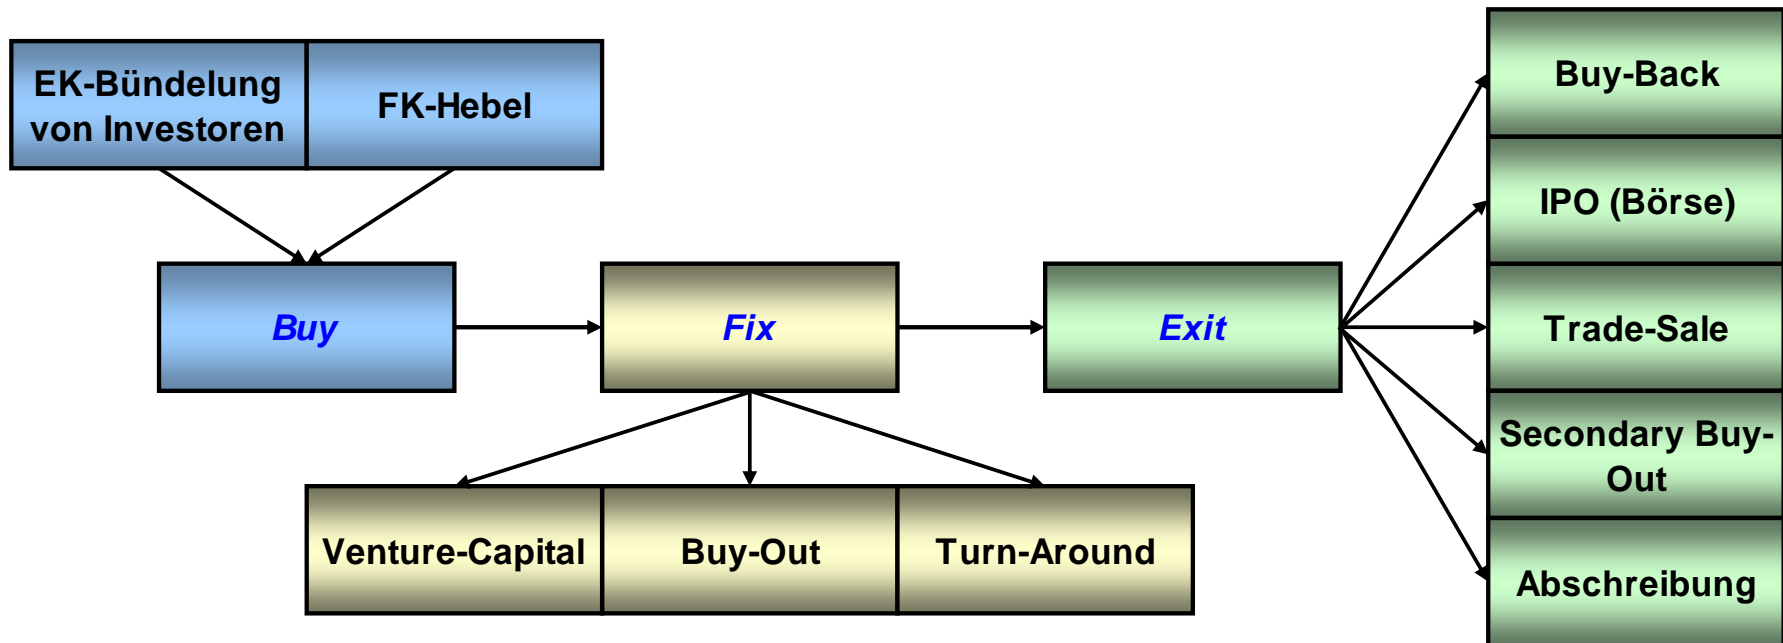 EK-Bündelung
von Investoren
FK-Hebel
Buy
Fix
Exit
Venture-Capital
Buy-Out
Turn-Around
Buy-Back
IPO (Börse)
Trade-Sale
Secondary Buy-
Out
Abschreibung